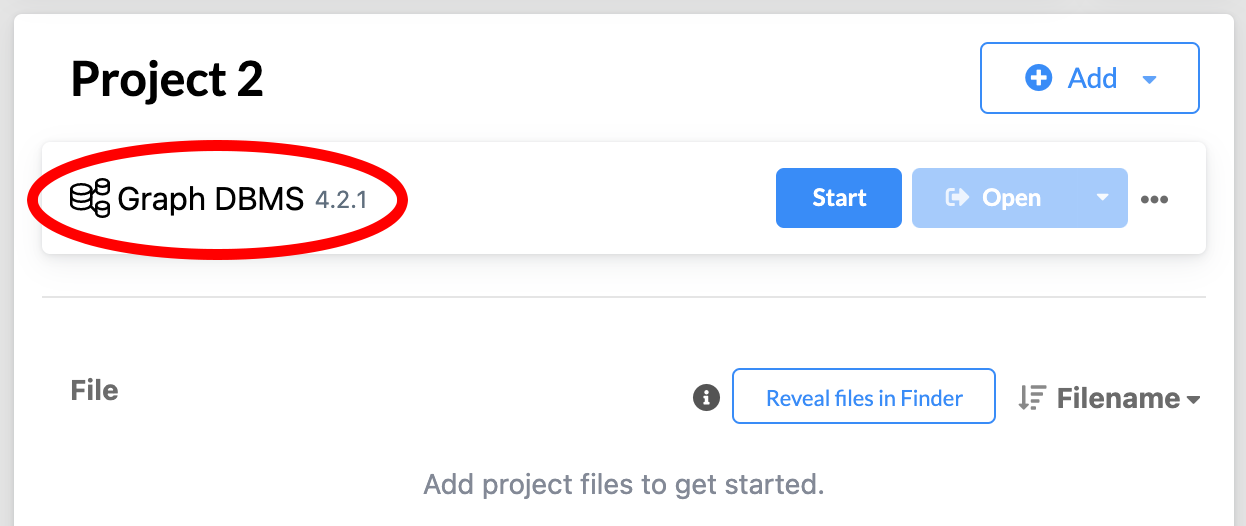 Project 2
Add
Graph DBMS 4.2.1
Start
Open
File
Reveal files in Finder
Filename
Add project files to get started.